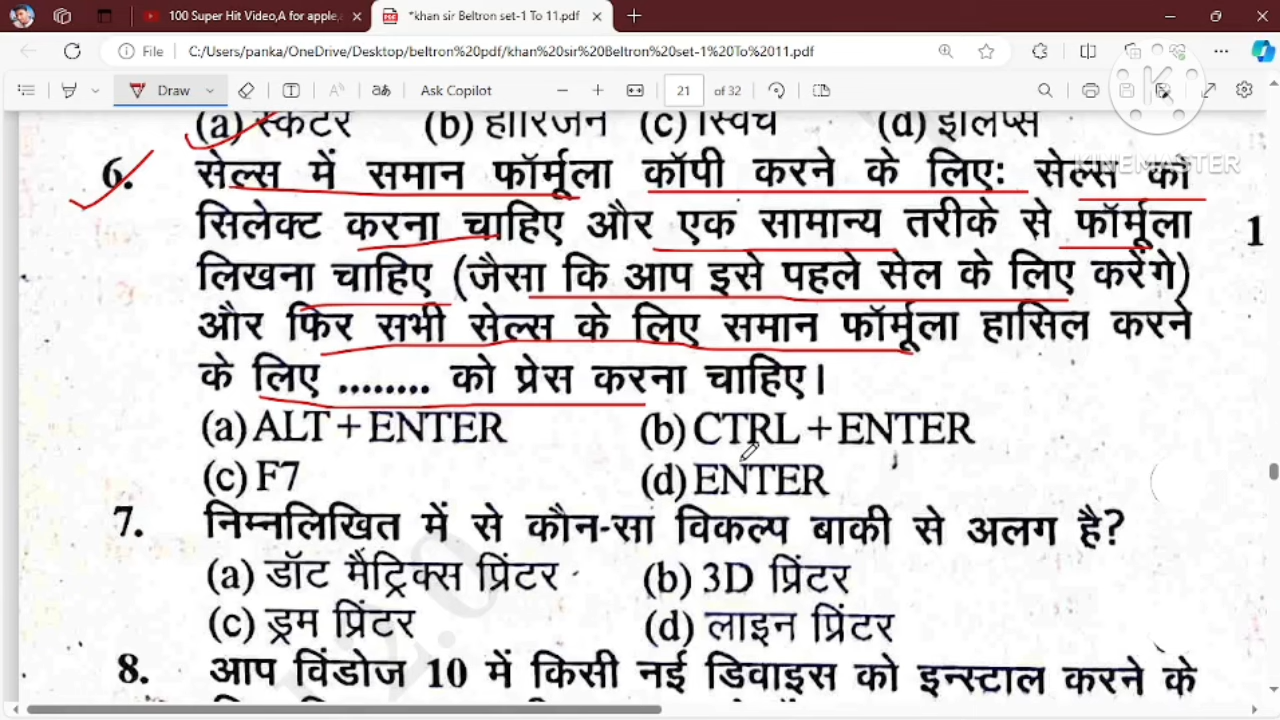 100 Super Hit Video,A for apple,a
*khan sir Beltron set-1 To 11.pdf
File C:/Users/panka/OneDrive/Desktop/beltron%20pdf/khan%20sir%20Beltron%20set-1%20To%2011.pdf
Draw Ask Copilot 21 of 32
KINEMASTER
(a) स्कैटर (b) हॉरिजन (c) स्विच (d) इलिप्स
6. सेल्स में समान फॉर्मूला कॉपी करने के लिएः सेल्स को
सिलेक्ट करना चाहिए और एक सामान्य तरीके से फॉर्मूला
लिखना चाहिए (जैसा कि आप इसे पहले सेल के लिए करेंगे)
और फिर सभी सेल्स के लिए समान फॉर्मूला हासिल करने
के लिए ........ को प्रेस करना चाहिए।
(a) ALT + ENTER (b) CTRL + ENTER
(c) F7 (d) ENTER
7. निम्नलिखित में से कौन-सा विकल्प बाकी से अलग है?
(a) डॉट मैट्रिक्स प्रिंटर (b) 3D प्रिंटर
(c) ड्रम प्रिंटर (d) लाइन प्रिंटर
8. आप विंडोज 10 में किसी नई डिवाइस को इन्स्टाल करने के
1